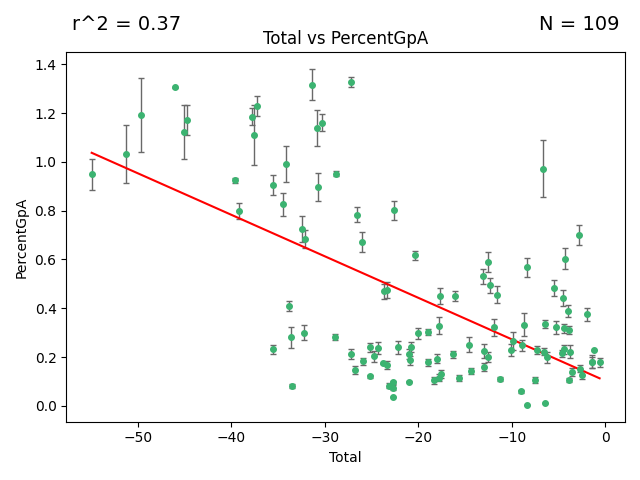 r^2 = 0.37
N = 109
Total vs PercentGpA
PercentGpA
1.4
1.2
1.0
0.8
0.6
0.4
0.2
0.0
−50
−40
−30
−20
−10
0
Total